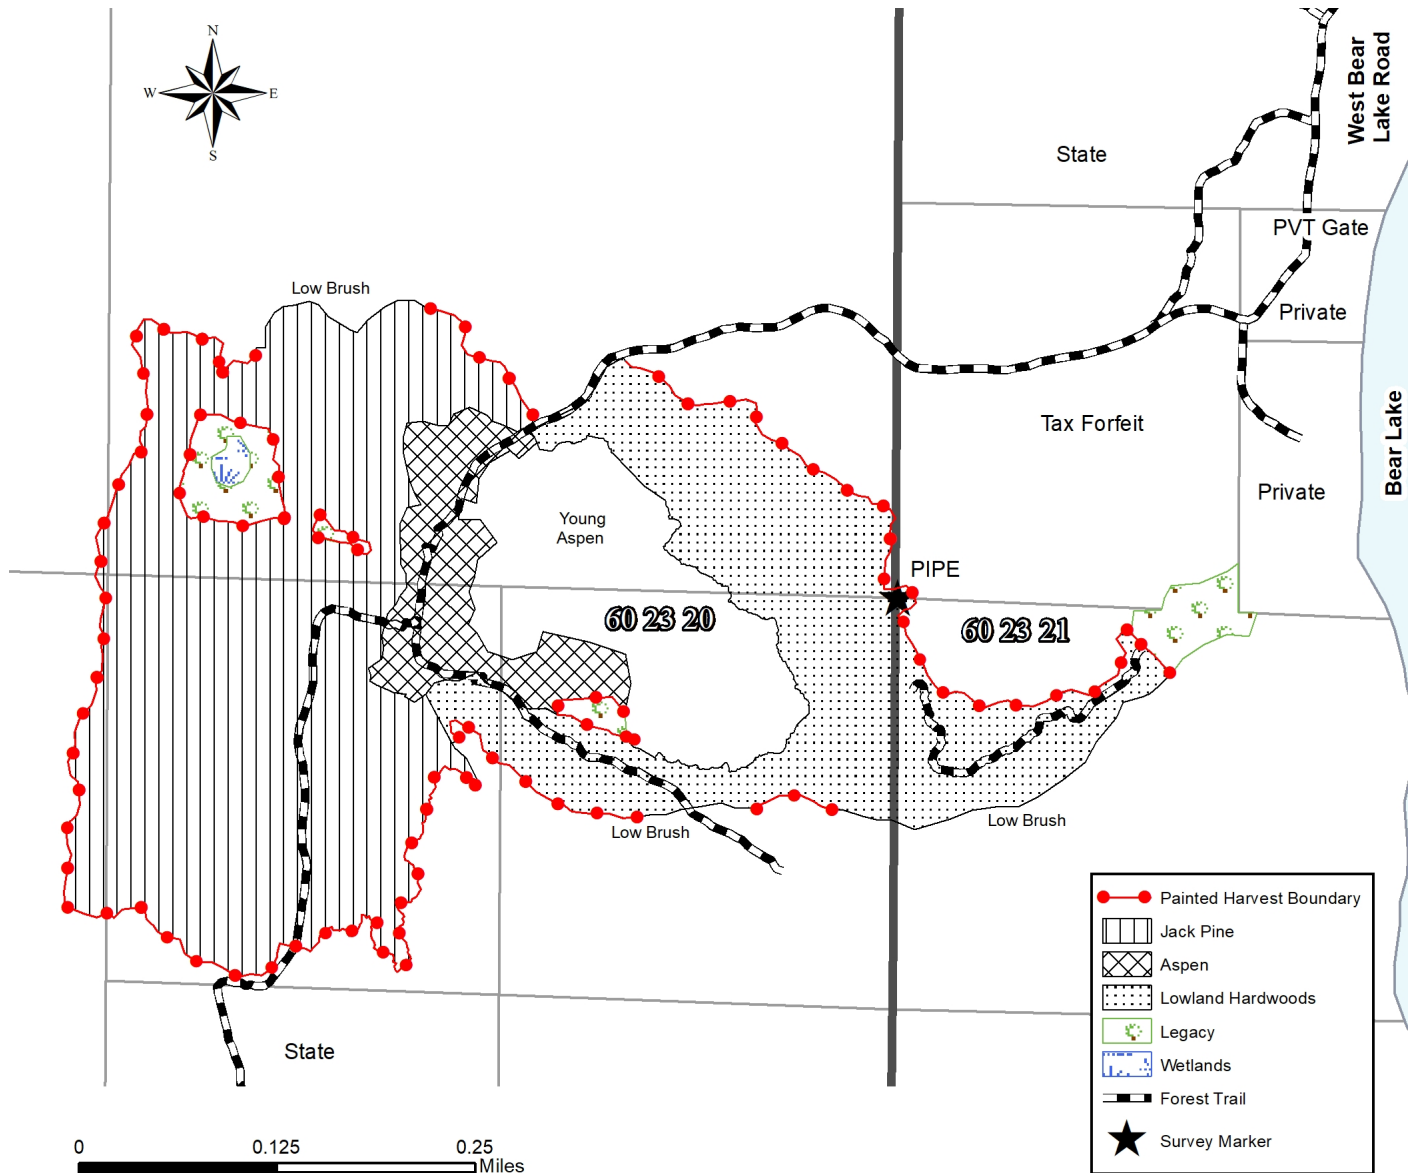 N
W
E
S
West Bear
Lake Road
State
PVT Gate
Low Brush
Private
Tax Forfeit
Bear Lake
Private
Young
Aspen
PIPE
60 23 20
60 23 21
Low Brush
Low Brush
State
Painted Harvest Boundary
Jack Pine
Aspen
Lowland Hardwoods
Legacy
Wetlands
Forest Trail
Survey Marker
0
0.125
0.25
Miles